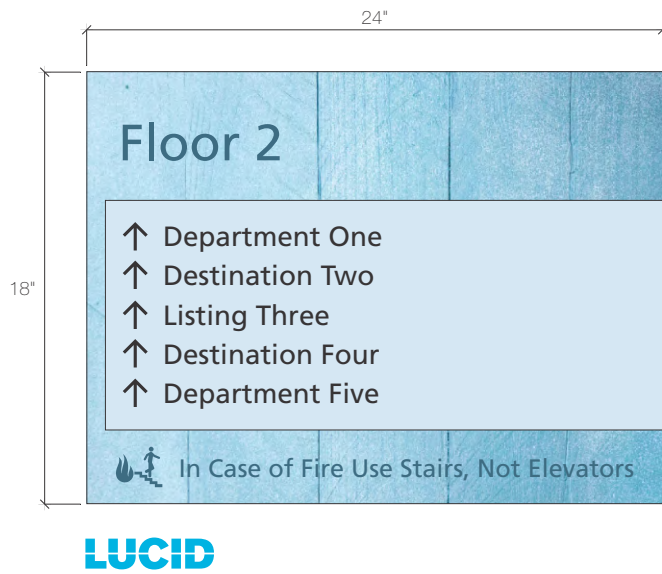 24"
Floor 2
Department One
Destination Two
18"
Listing Three
Destination Four
Department Five
In Case of Fire Use Stairs, Not Elevators
LUCID